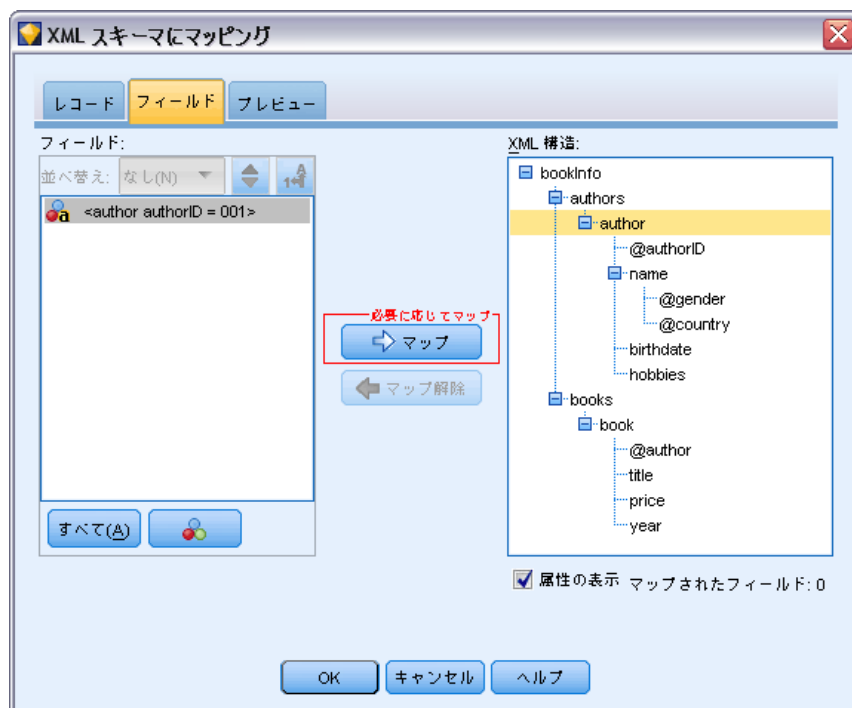 XML スキーマにマッピング
レコード フィールド プレビュー
フィールド:
並べ替え: なし(N)
<author authorID = 001>
すべて(A)
必要に応じてマップ
マップ
マップ解除
XML 構造:
bookInfo
authors
author
@authorID
name
@gender
@country
birthdate
hobbies
books
book
@author
title
price
year
属性の表示 マップされたフィールド: 0
OK キャンセル ヘルプ